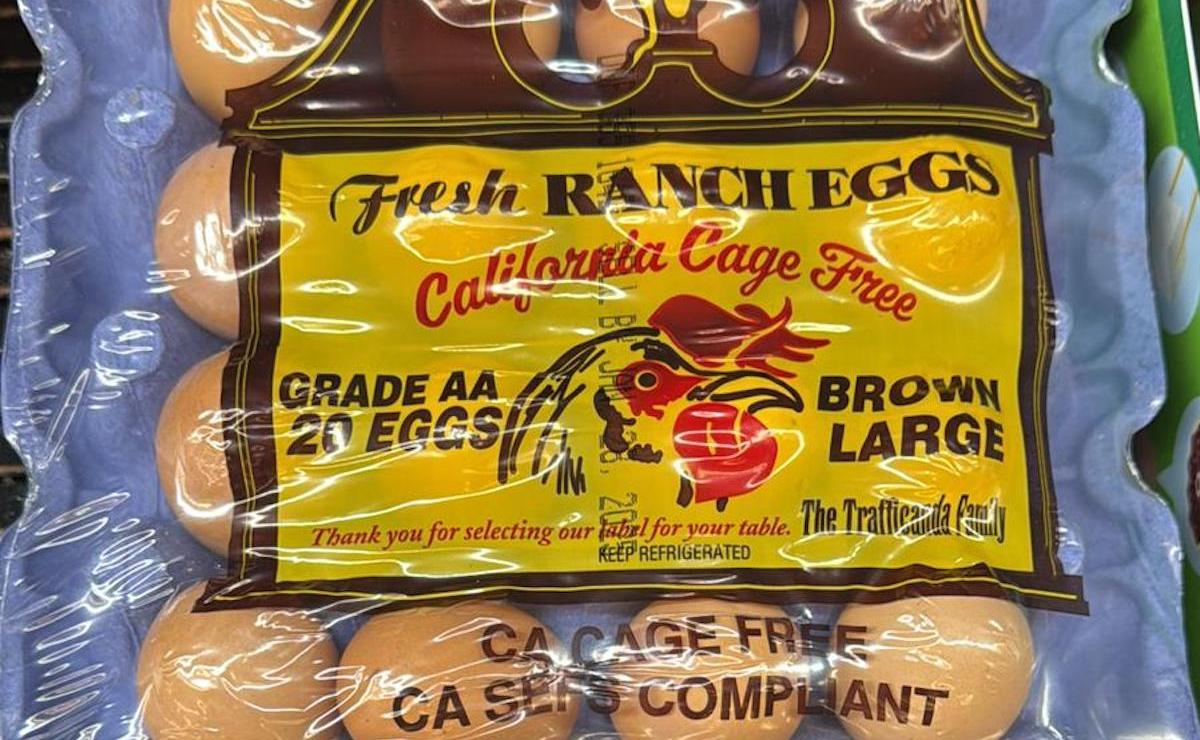 Fresh RANCH EGGS
California Cage Free
GRADE AA
20 EGGS
BROWN
LARGE
The Trafficanda Family
Thank you for selecting our label for your table.
KEEP REFRIGERATED
CA CAGE FREE
CA SEFS COMPLIANT